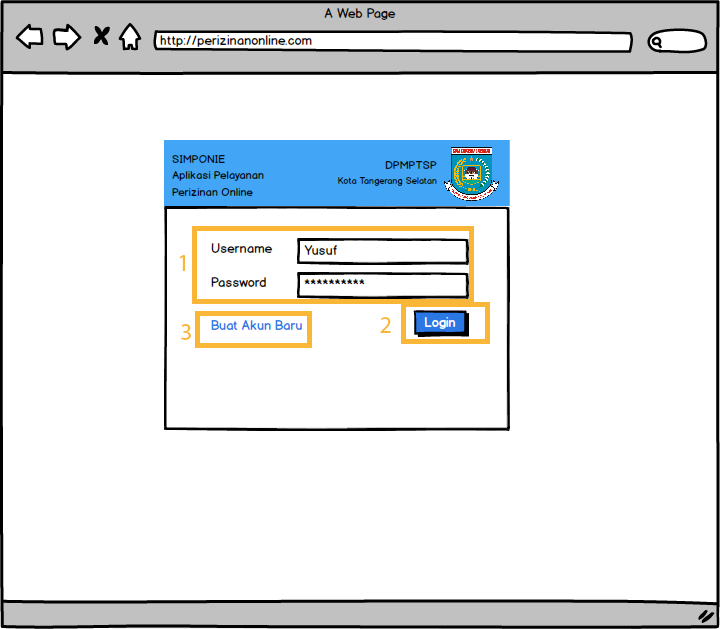 A Web Page
http://perizinanonline.com
SIMPONIE
Aplikasi Pelayanan
Perizinan Online
DPMPTSP
Kota Tangerang Selatan
1
Username
Yusuf
Password
**********
3
Buat Akun Baru
2
Login